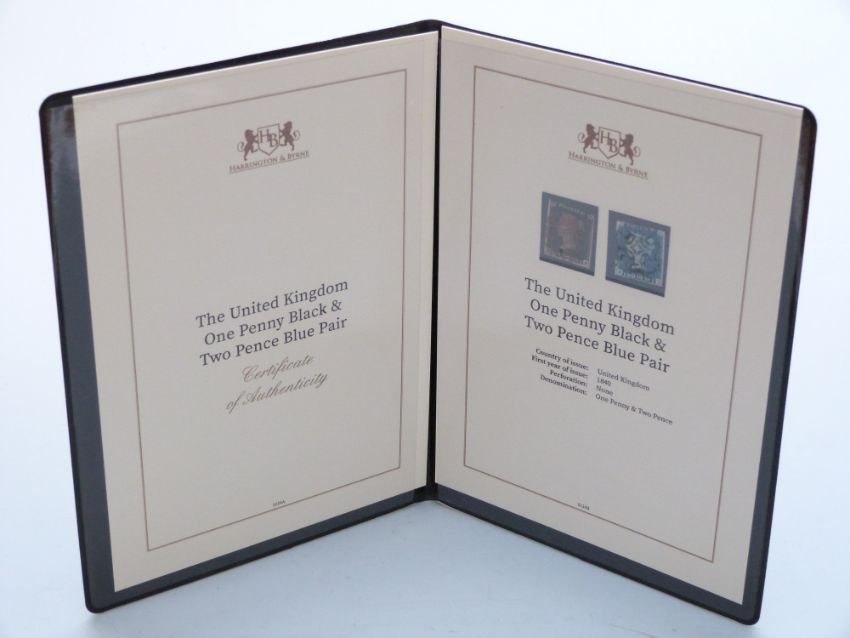 HB
HARRINGTON & BYRNE
The United Kingdom
One Penny Black &
Two Pence Blue Pair
Certificate
of Authenticity
HB
HARRINGTON & BYRNE
The United Kingdom
One Penny Black &
Two Pence Blue Pair
Country of issue: United Kingdom
First year of issue: 1840
Perforation: None
Denomination: One Penny & Two Pence